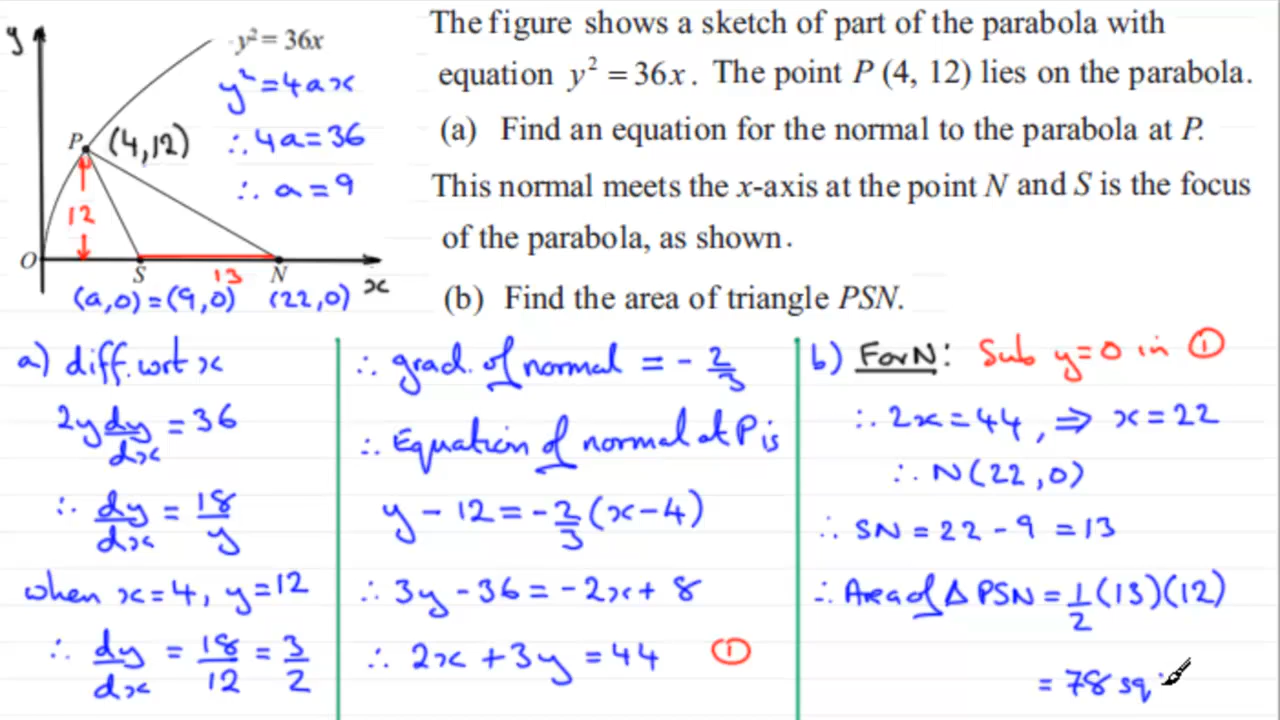 y
y² = 36x
y² = 4ax
P (4,12)
∴ 4a = 36
∴ a = 9
12
O S 13 N x
(a,0) = (9,0) (22,0)
The figure shows a sketch of part of the parabola with
equation y² = 36x. The point P (4, 12) lies on the parabola.
(a) Find an equation for the normal to the parabola at P.
This normal meets the x-axis at the point N and S is the focus
of the parabola, as shown.
(b) Find the area of triangle PSN.
a) diff. wrt x
2y dy/dx = 36
∴ dy/dx = 18/y
when x = 4, y = 12
∴ dy/dx = 18/12 = 3/2
∴ grad. of normal = - 2/3
∴ Equation of normal at P is
y - 12 = - 2/3 (x - 4)
∴ 3y - 36 = -2x + 8
∴ 2x + 3y = 44 ①
b) For N: Sub y = 0 in ①
∴ 2x = 44, ⇒ x = 22
∴ N (22, 0)
∴ SN = 22 - 9 = 13
∴ Area of Δ PSN = 1/2 (13)(12)
= 78 sq